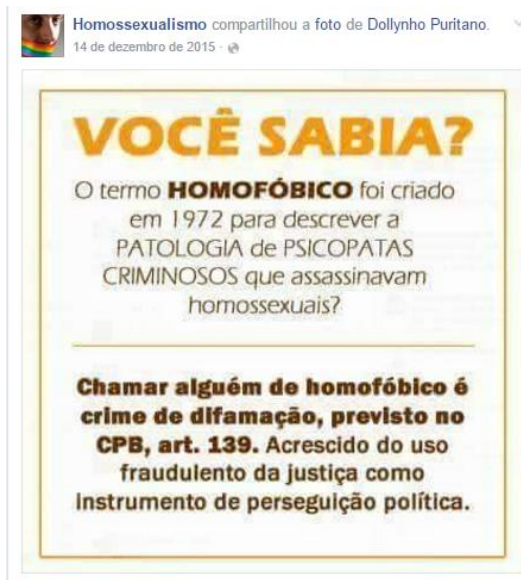 Homossexualismo compartilhou a foto de Dollynho Puritano.
14 de dezembro de 2015 ·
VOCÊ SABIA?
O termo HOMOFÓBICO foi criado
em 1972 para descrever a
PATOLOGIA de PSICOPATAS
CRIMINOSOS que assassinavam
homossexuais?
Chamar alguém de homofóbico é
crime de difamação, previsto no
CPB, art. 139. Acrescido do uso
fraudulento da justiça como
instrumento de perseguição política.